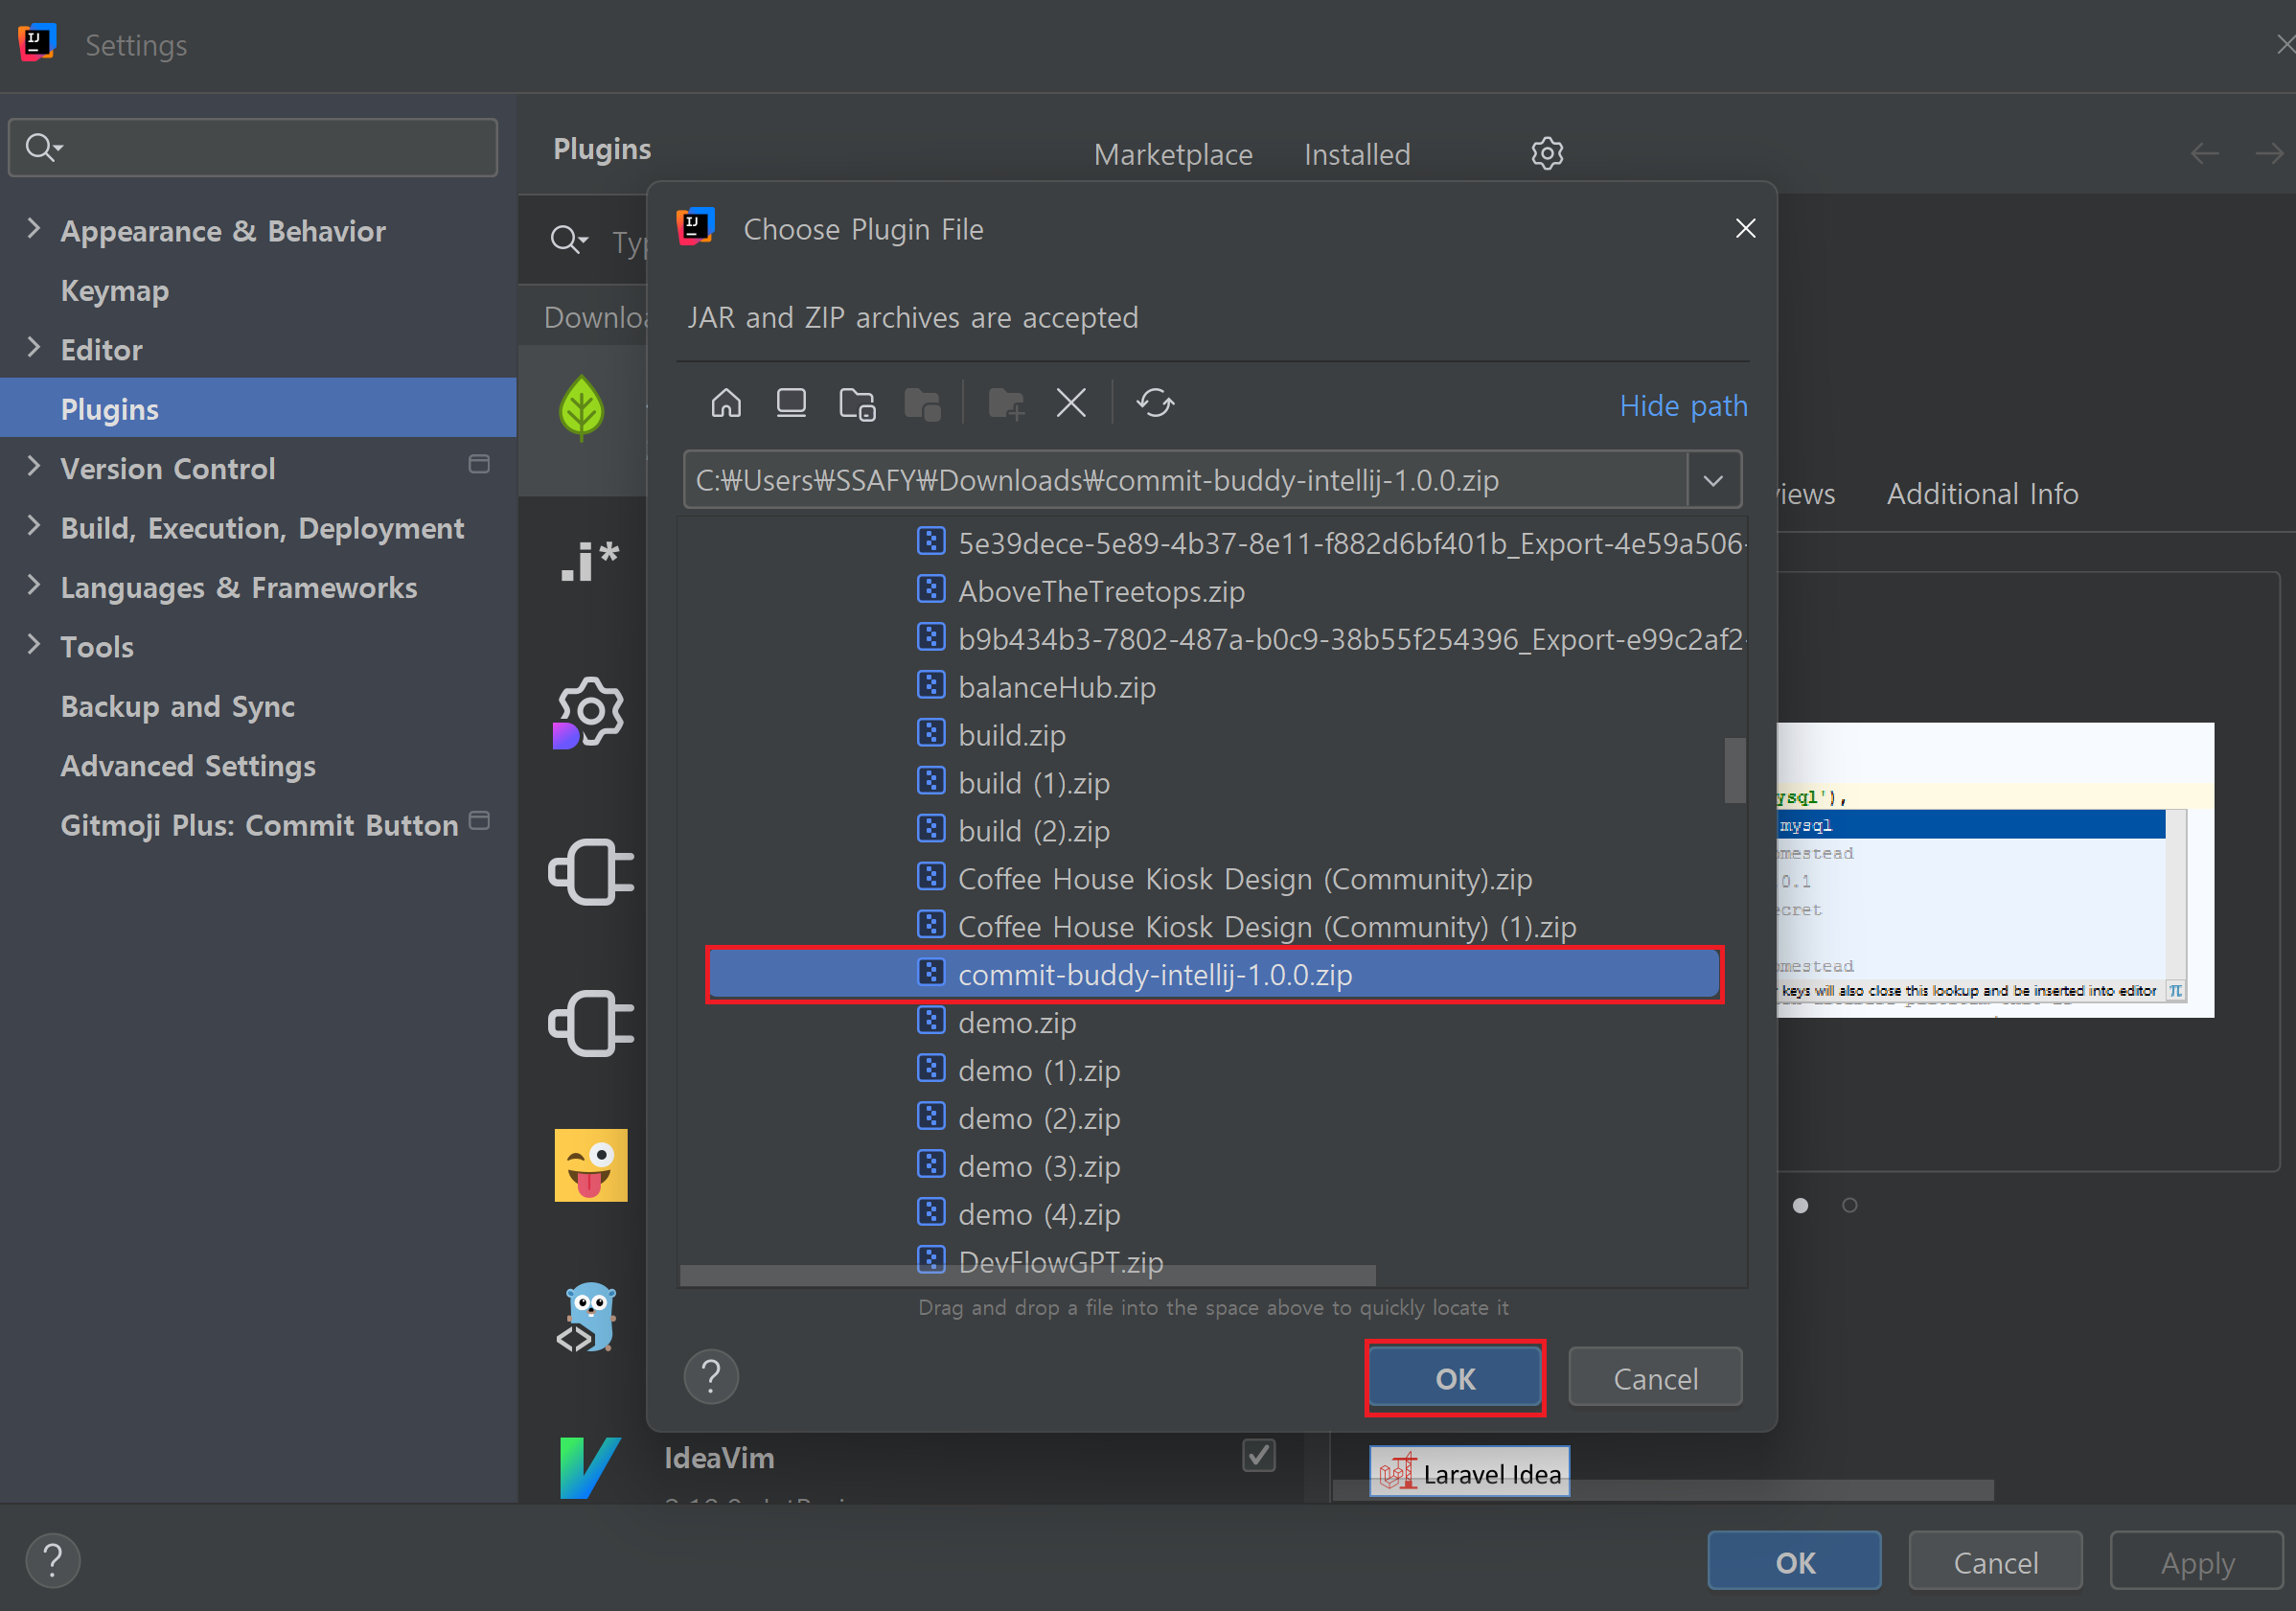 Settings
Plugins
Marketplace
Installed
Appearance & Behavior
Keymap
Editor
Plugins
Version Control
Build, Execution, Deployment
Languages & Frameworks
Tools
Backup and Sync
Advanced Settings
Gitmoji Plus: Commit Button
Choose Plugin File
JAR and ZIP archives are accepted
Hide path
C:₩Users₩SSAFY₩Downloads₩commit-buddy-intellij-1.0.0.zip
5e39dece-5e89-4b37-8e11-f882d6bf401b_Export-4e59a506-
AboveTheTreetops.zip
b9b434b3-7802-487a-b0c9-38b55f254396_Export-e99c2af2-
balanceHub.zip
build.zip
build (1).zip
build (2).zip
Coffee House Kiosk Design (Community).zip
Coffee House Kiosk Design (Community) (1).zip
commit-buddy-intellij-1.0.0.zip
demo.zip
demo (1).zip
demo (2).zip
demo (3).zip
demo (4).zip
DevFlowGPT.zip
Drag and drop a file into the space above to quickly locate it
?
OK
Cancel
.i*
Additional Info
ysql'),
mysql
mestead
0.1
ecret
mestead
keys will also close this lookup and be inserted into editor
π
IdeaVim
Laravel Idea
?
OK
Cancel
Apply